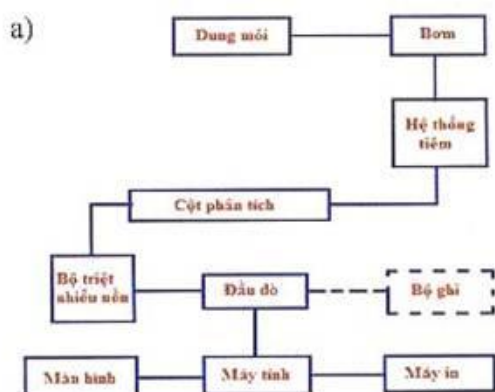 a)
Dung môi
Bơm
Hệ thống
tiêm
Cột phân tích
Bộ triệt
nhiễu nền
Đầu dò
Bộ ghi
Màn hình
Máy tính
Máy in